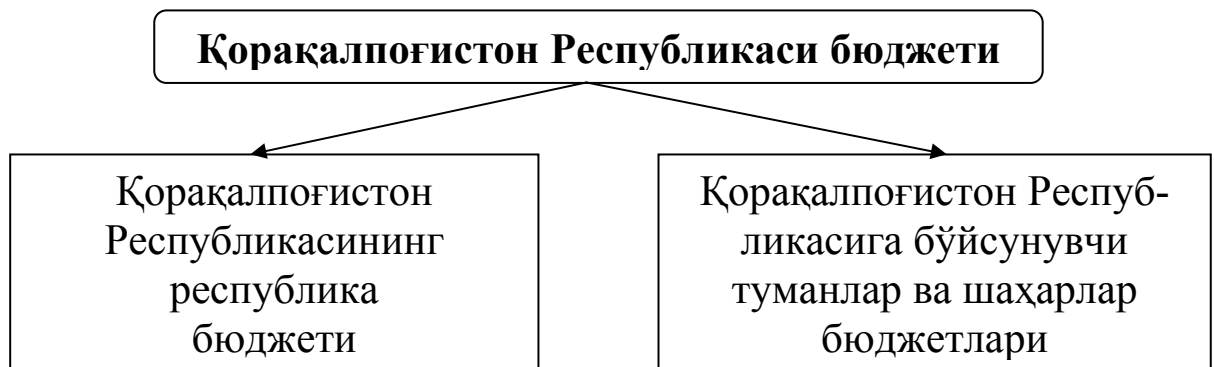 Қорақалпоғистон Республикаси бюджети
Қорақалпоғистон
Республикасининг
республика
бюджети
Қорақалпоғистон Респуб-
ликасига бўйсунувчи
туманлар ва шаҳарлар
бюджетлари